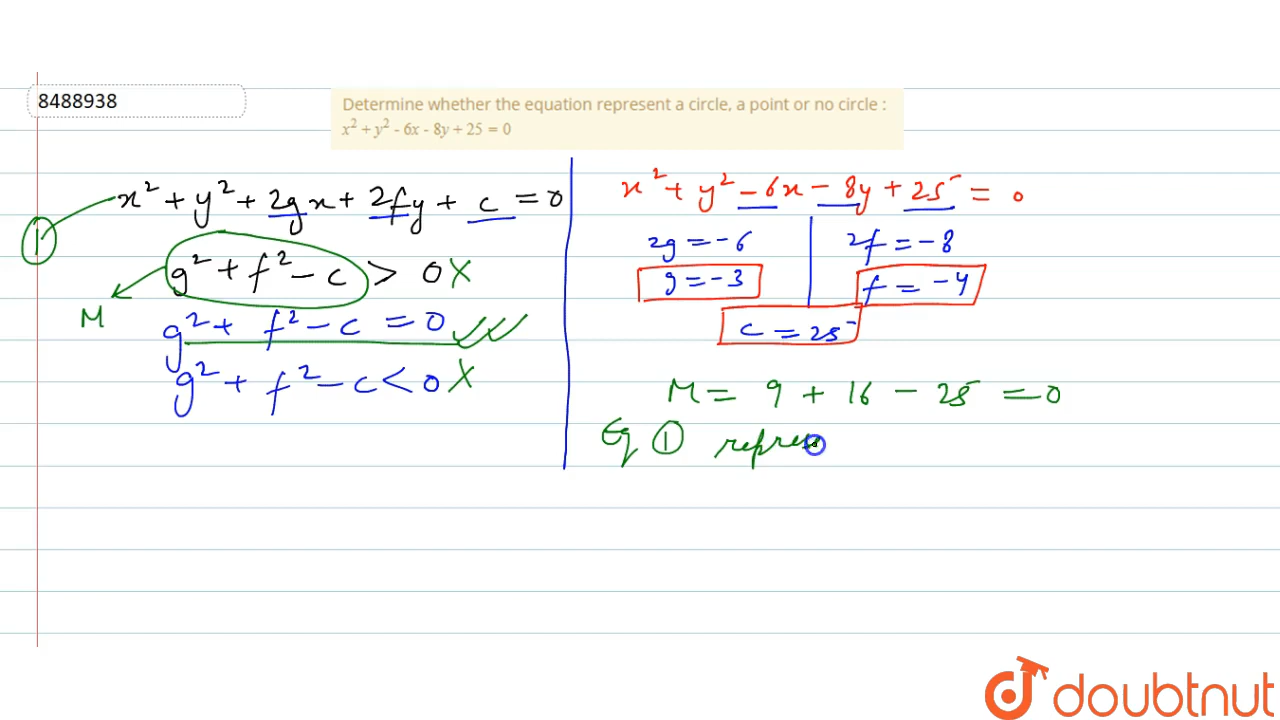 8488938
Determine whether the equation represent a circle, a point or no circle :
x² + y² - 6x - 8y + 25 = 0
① x² + y² + 2gx + 2fy + c = 0
g² + f² - c > 0 X
M
g² + f² - c = 0 ✓✓
g² + f² - c < 0 X
x² + y² - 6x - 8y + 25 = 0
2g = -6
g = -3
2f = -8
f = -4
c = 25
M = 9 + 16 - 25 = 0
Eq ① repres
doubtnut